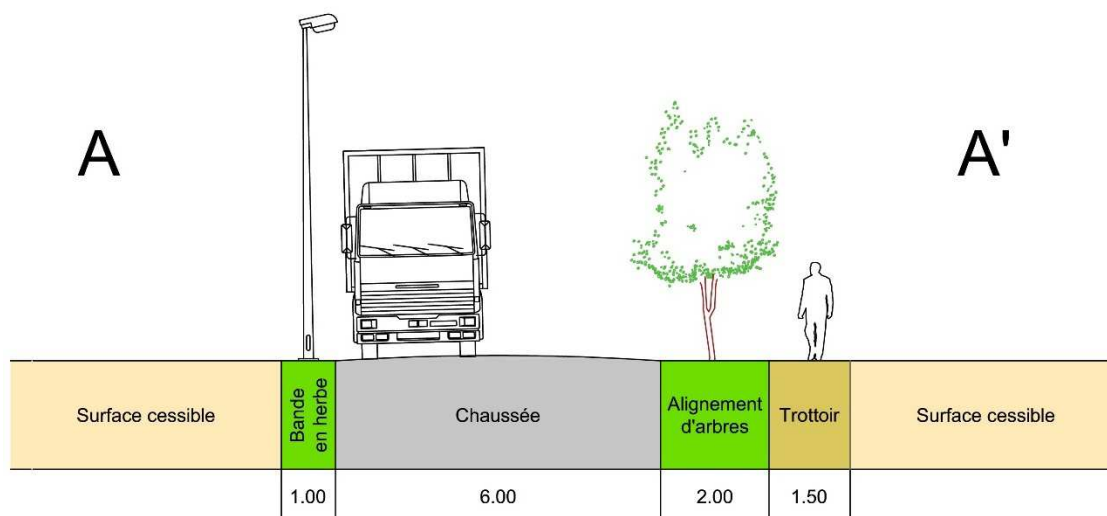 A
A'
Surface cessible
Bande
en herbe
Chaussée
Alignement
d'arbres
Trottoir
Surface cessible
1.00
6.00
2.00
1.50